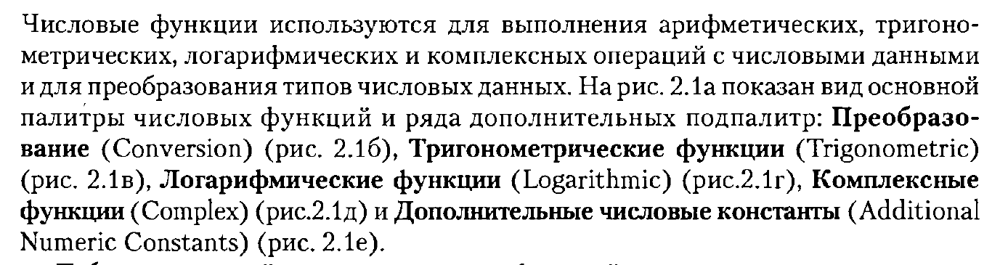 Числовые функции используются для выполнения арифметических, тригоно-
метрических, логарифмических и комплексных операций с числовыми данными
и для преобразования типов числовых данных. На рис. 2.1а показан вид основной
палитры числовых функций и ряда дополнительных подпалитр: Преобразо-
вание (Conversion) (рис. 2.1б), Тригонометрические функции (Trigonometric)
(рис. 2.1в), Логарифмические функции (Logarithmic) (рис.2.1г), Комплексные
функции (Complex) (рис.2.1д) и Дополнительные числовые константы (Additional
Numeric Constants) (рис. 2.1е).